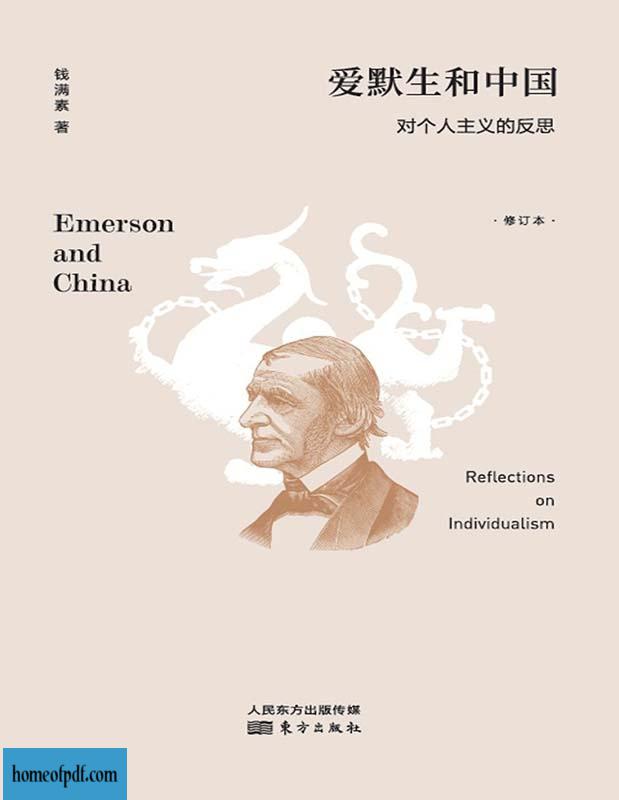 钱满素 著
爱默生和中国
对个人主义的反思
·修订本·
Emerson
and
China
Reflections
on
Individualism
人民东方出版传媒
东方出版社
homeofpdf.com